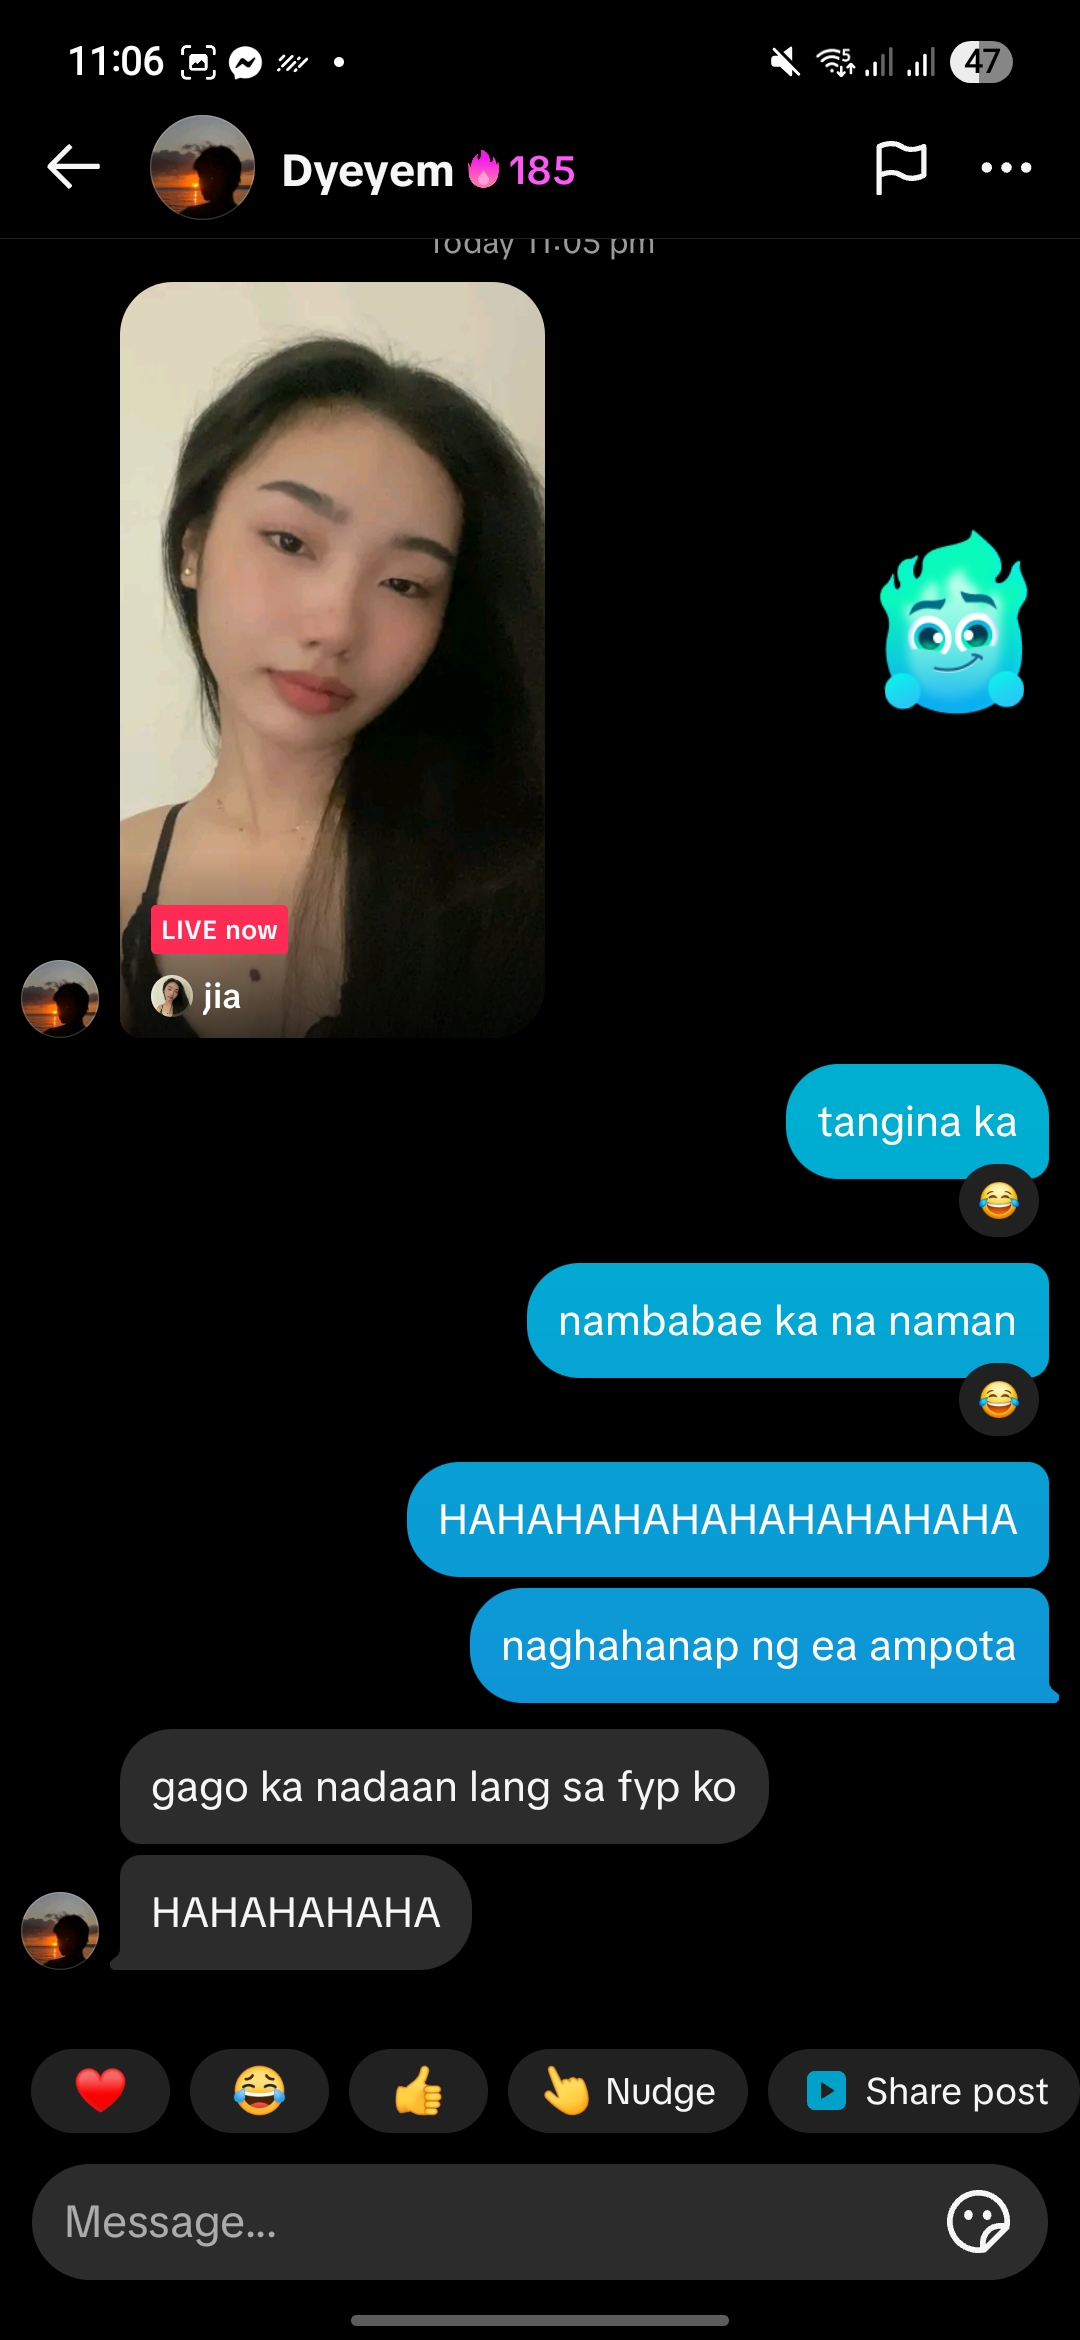 11:06
5
47
Dyeyem 185
Today 11:05 pm
LIVE now
jia
tangina ka
nambabae ka na naman
HAHAHAHAHAHAHAHAHAHA
naghahanap ng ea ampota
gago ka nadaan lang sa fyp ko
HAHAHAHAHA
Nudge
Share post
Message...